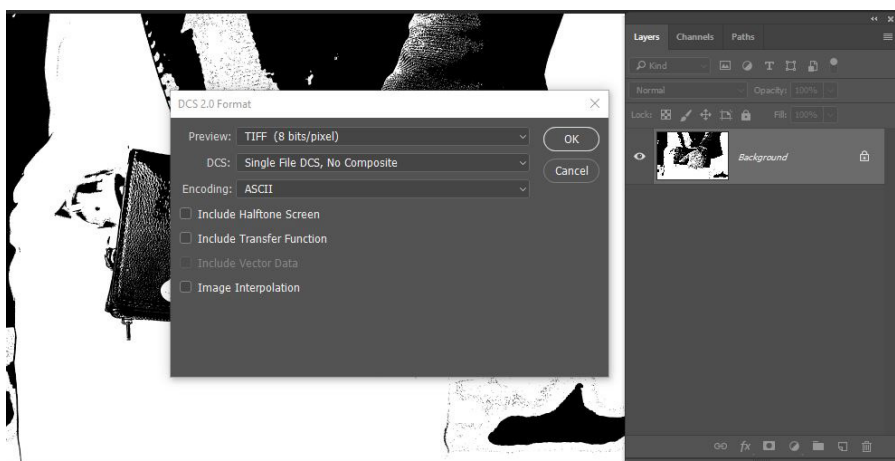 DCS 2.0 Format
Preview: TIFF (8 bits/pixel)
OK
DCS: Single File DCS, No Composite
Cancel
Encoding: ASCII
Include Halftone Screen
Include Transfer Function
Include Vector Data
Image Interpolation
Layers Channels Paths
Kind
Normal Opacity: 100%
Lock: Fill: 100%
Background
fx